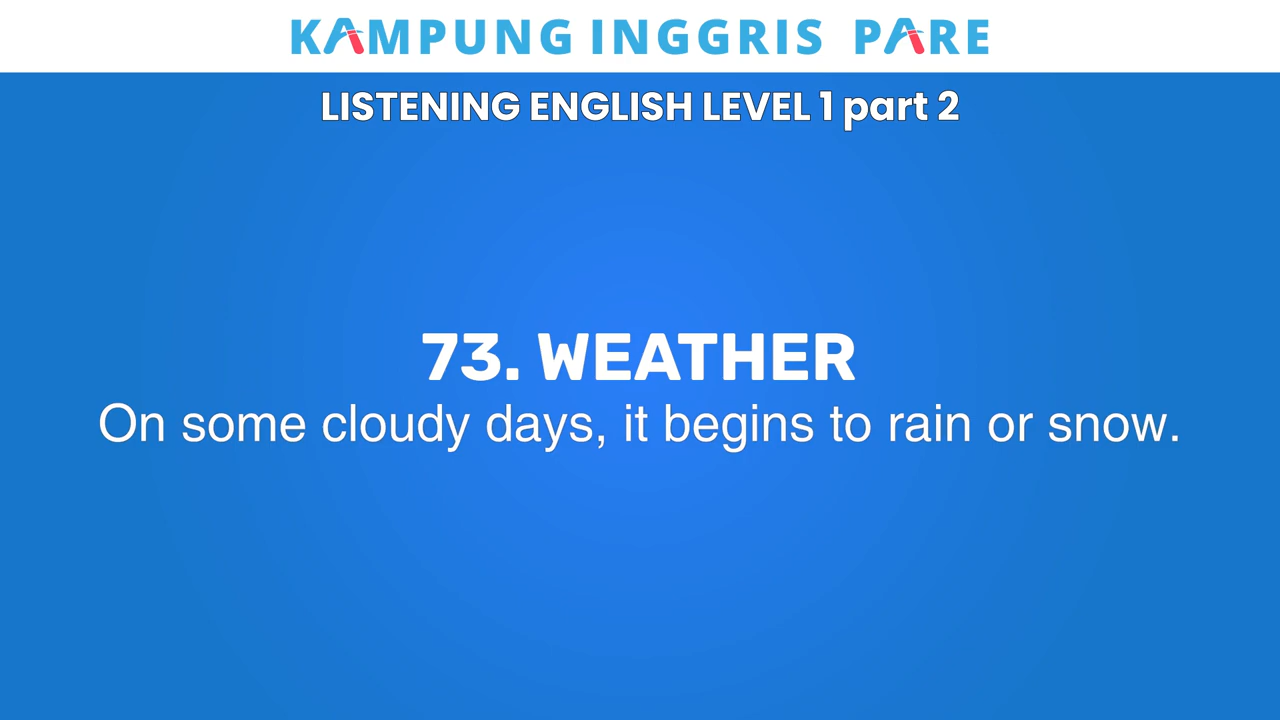 KAMPUNG INGGRIS PARE
LISTENING ENGLISH LEVEL 1 part 2
73. WEATHER
On some cloudy days, it begins to rain or snow.